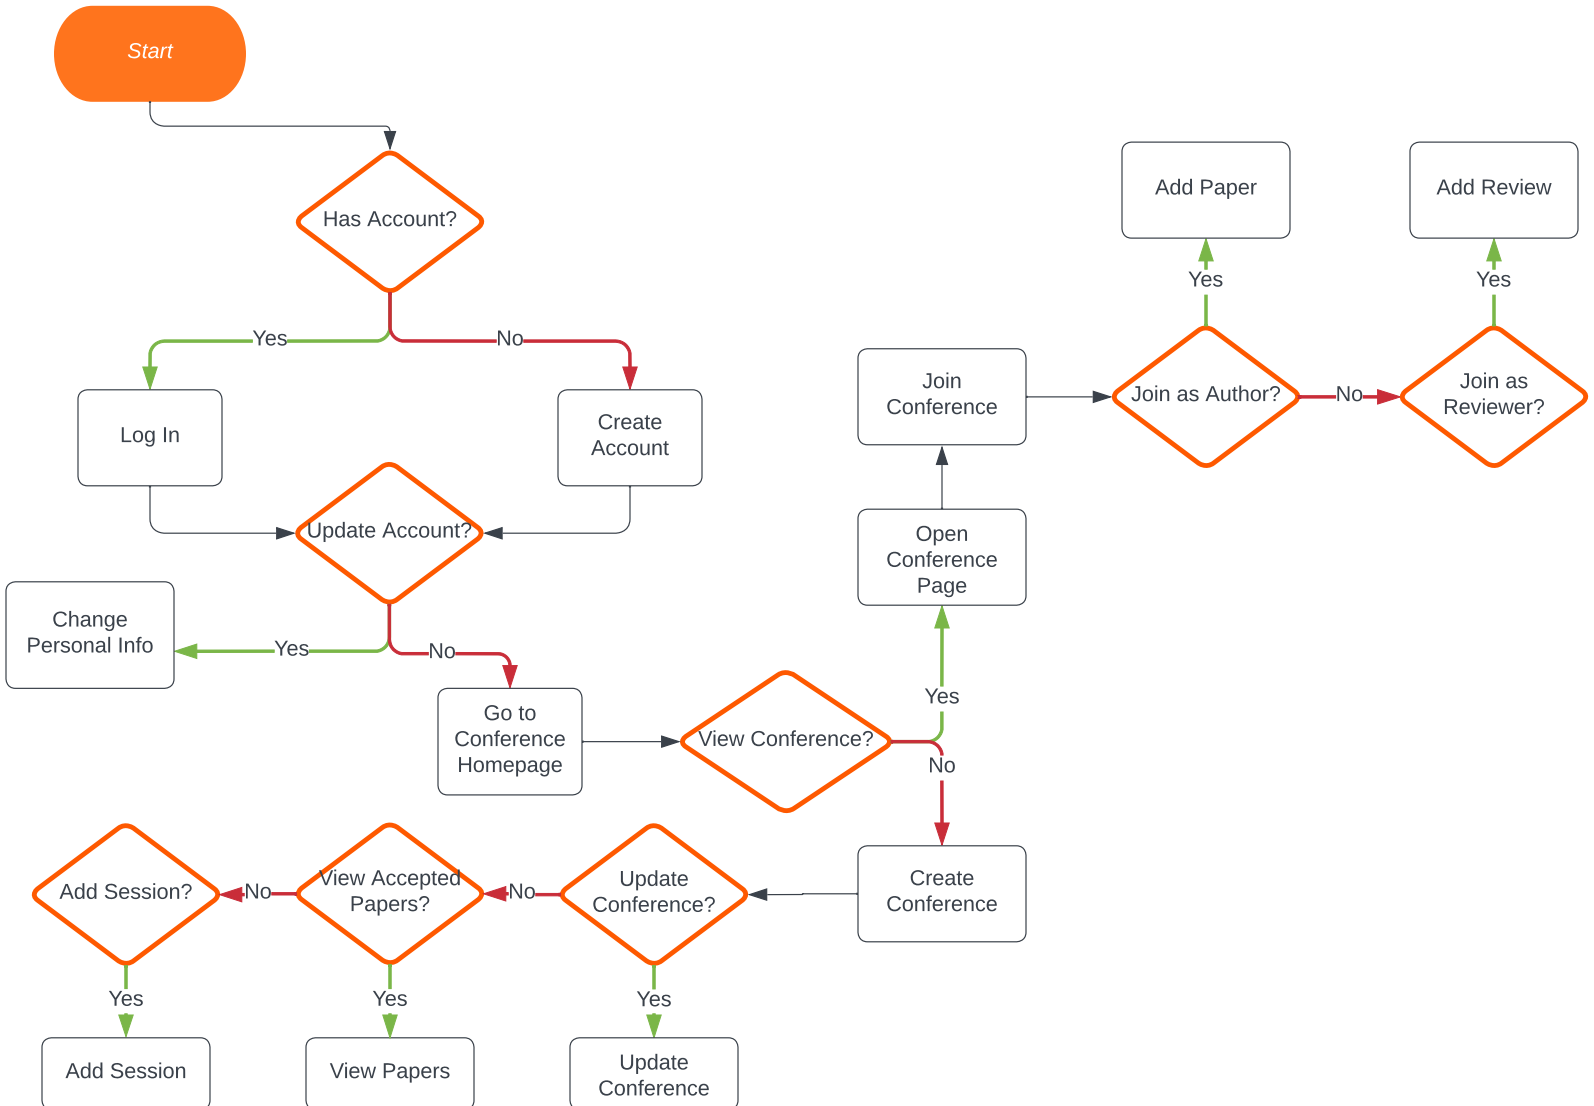 Start
Has Account?
Yes
No
Log In
Create
Account
Update Account?
Change
Personal Info
Yes
No
Go to
Conference
Homepage
View Conference?
Yes
No
Open
Conference
Page
Join
Conference
Join as Author?
Yes
Add Paper
No
Join as
Reviewer?
Yes
Add Review
Create
Conference
Update
Conference?
No
Yes
Update
Conference
View Accepted
Papers?
No
Yes
View Papers
Add Session?
Yes
Add Session